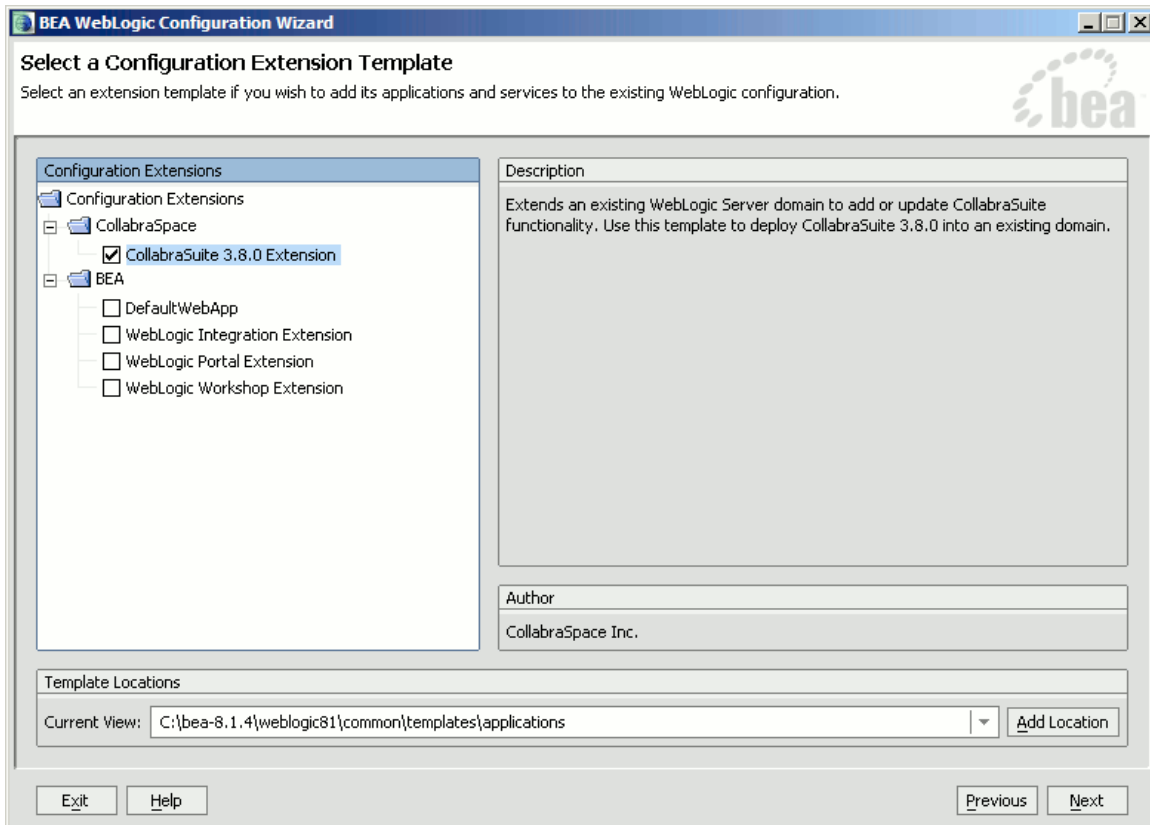 BEA WebLogic Configuration Wizard
Select a Configuration Extension Template
Select an extension template if you wish to add its applications and services to the existing WebLogic configuration.
bea
Configuration Extensions
Configuration Extensions
CollabraSpace
CollabraSuite 3.8.0 Extension
BEA
DefaultWebApp
WebLogic Integration Extension
WebLogic Portal Extension
WebLogic Workshop Extension
Description
Extends an existing WebLogic Server domain to add or update CollabraSuite
functionality. Use this template to deploy CollabraSuite 3.8.0 into an existing domain.
Author
CollabraSpace Inc.
Template Locations
Current View: C:\bea-8.1.4\weblogic81\common\templates\applications Add Location
Exit Help Previous Next